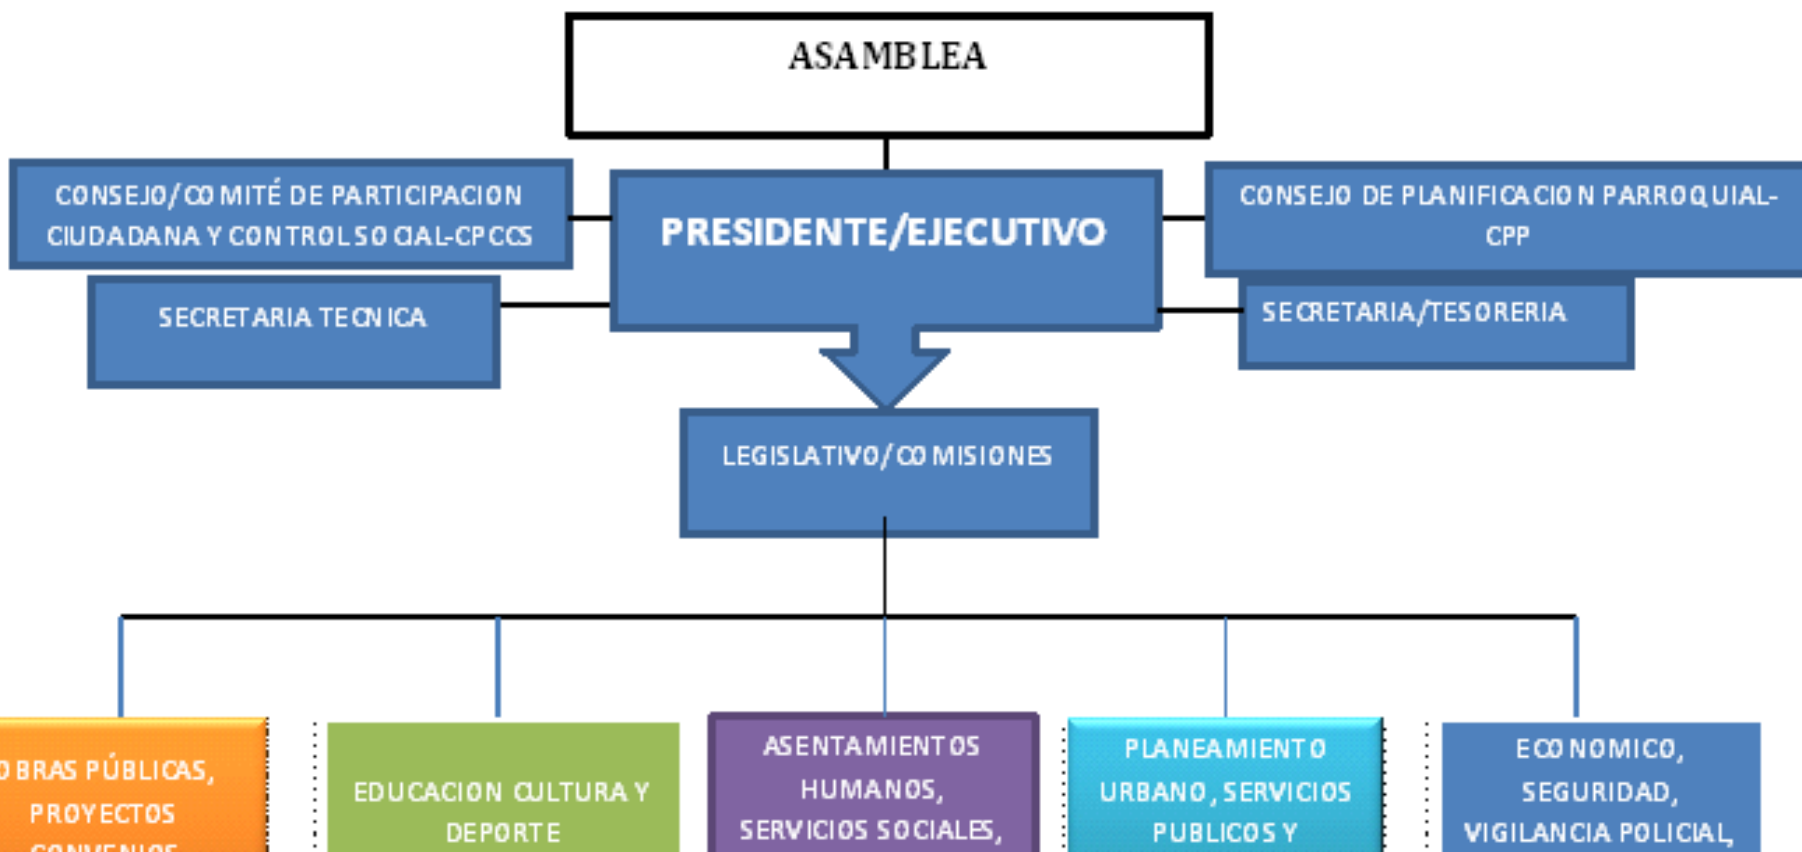 ASAMBLEA
CONSEJO/COMITÉ DE PARTICIPACION
CIUDADANA Y CONTROL SOCIAL-CPCCS
PRESIDENTE/EJECUTIVO
CONSEJO DE PLANIFICACION PARROQUIAL-
CPP
SECRETARIA TECNICA
SECRETARIA/TESORERIA
LEGISLATIVO/COMISIONES
OBRAS PÚBLICAS,
PROYECTOS
CONVENIOS
EDUCACION CULTURA Y
DEPORTE
ASENTAMIENTOS
HUMANOS,
SERVICIOS SOCIALES,
PLANEAMIENTO
URBANO, SERVICIOS
PUBLICOS Y
ECONOMICO,
SEGURIDAD,
VIGILANCIA POLICIAL,